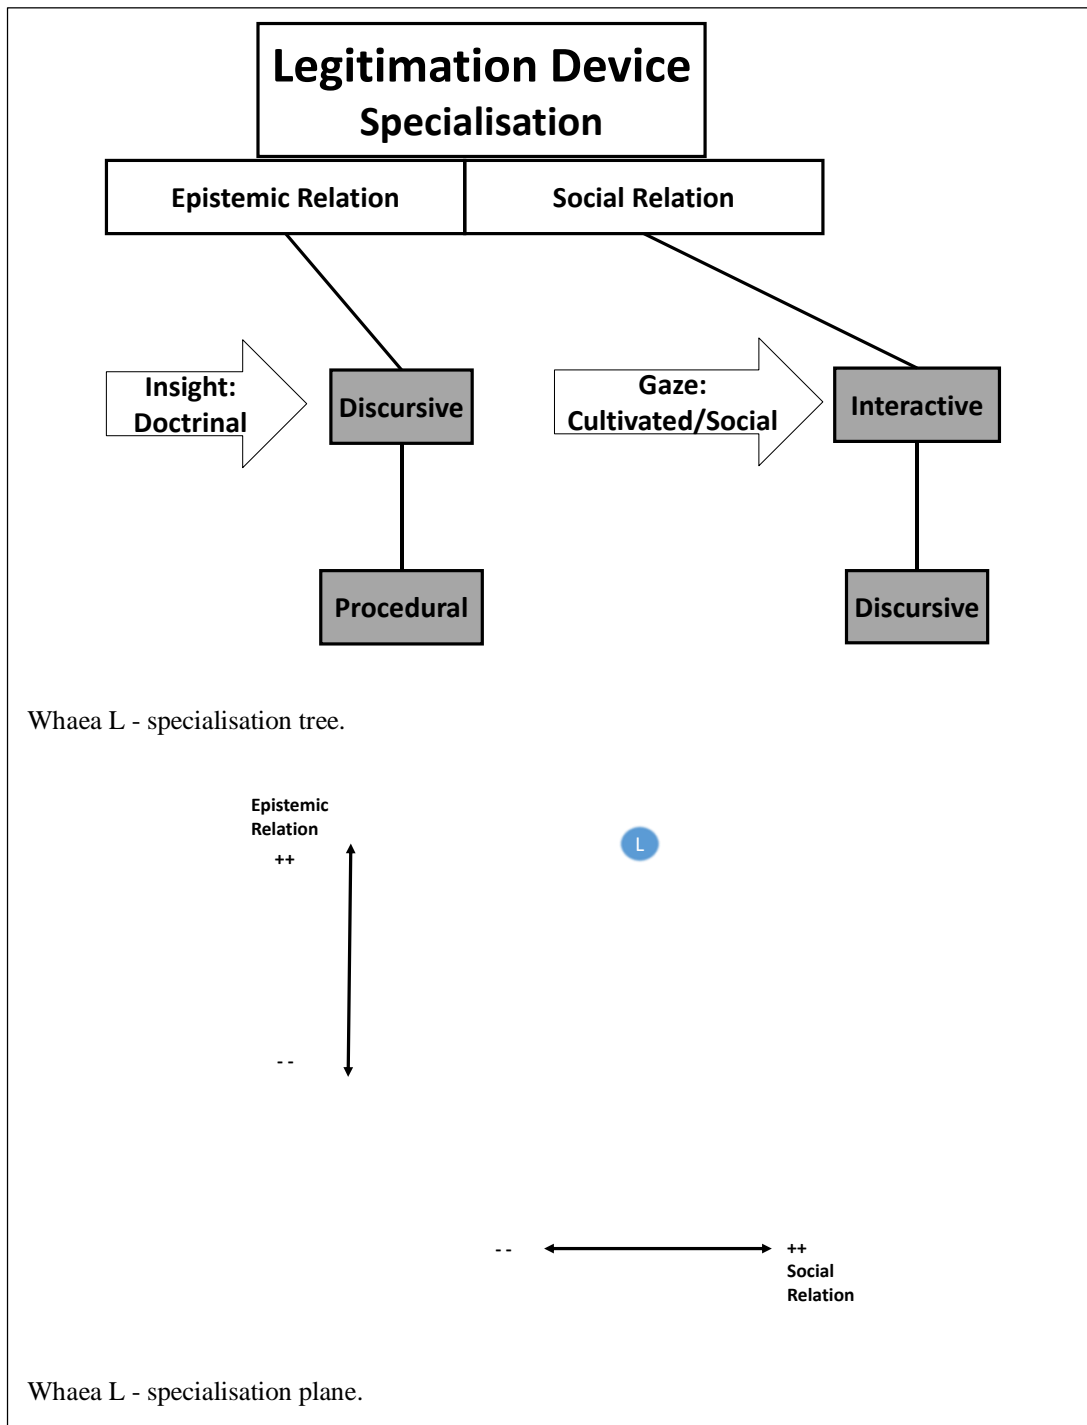 Legitimation Device
Specialisation
Epistemic Relation
Social Relation
Insight:
Doctrinal
Discursive
Gaze:
Cultivated/Social
Interactive
Procedural
Discursive
Whaea L - specialisation tree.
Epistemic
Relation
++
L
- -
- -
++
Social
Relation
Whaea L - specialisation plane.